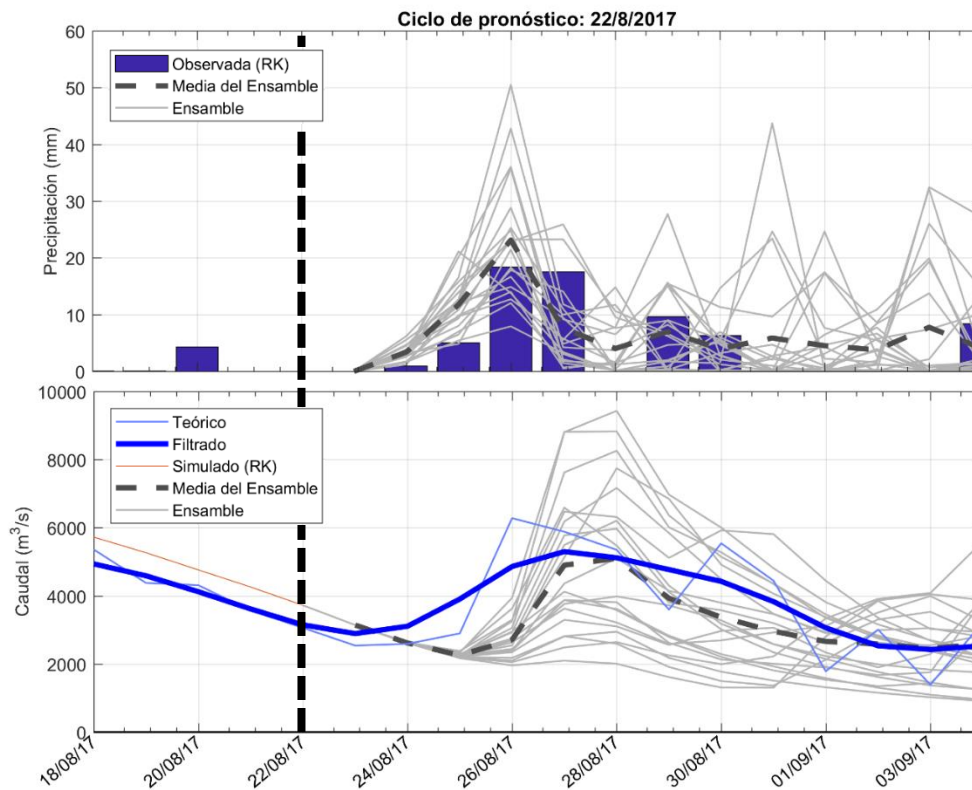 Ciclo de pronóstico: 22/8/2017
Precipitación (mm)
60
50
40
30
20
10
0
Observada (RK)
Media del Ensamble
Ensamble
Caudal (m³/s)
10000
8000
6000
4000
2000
0
Teórico
Filtrado
Simulado (RK)
Media del Ensamble
Ensamble
18/08/17
20/08/17
22/08/17
24/08/17
26/08/17
28/08/17
30/08/17
01/09/17
03/09/17